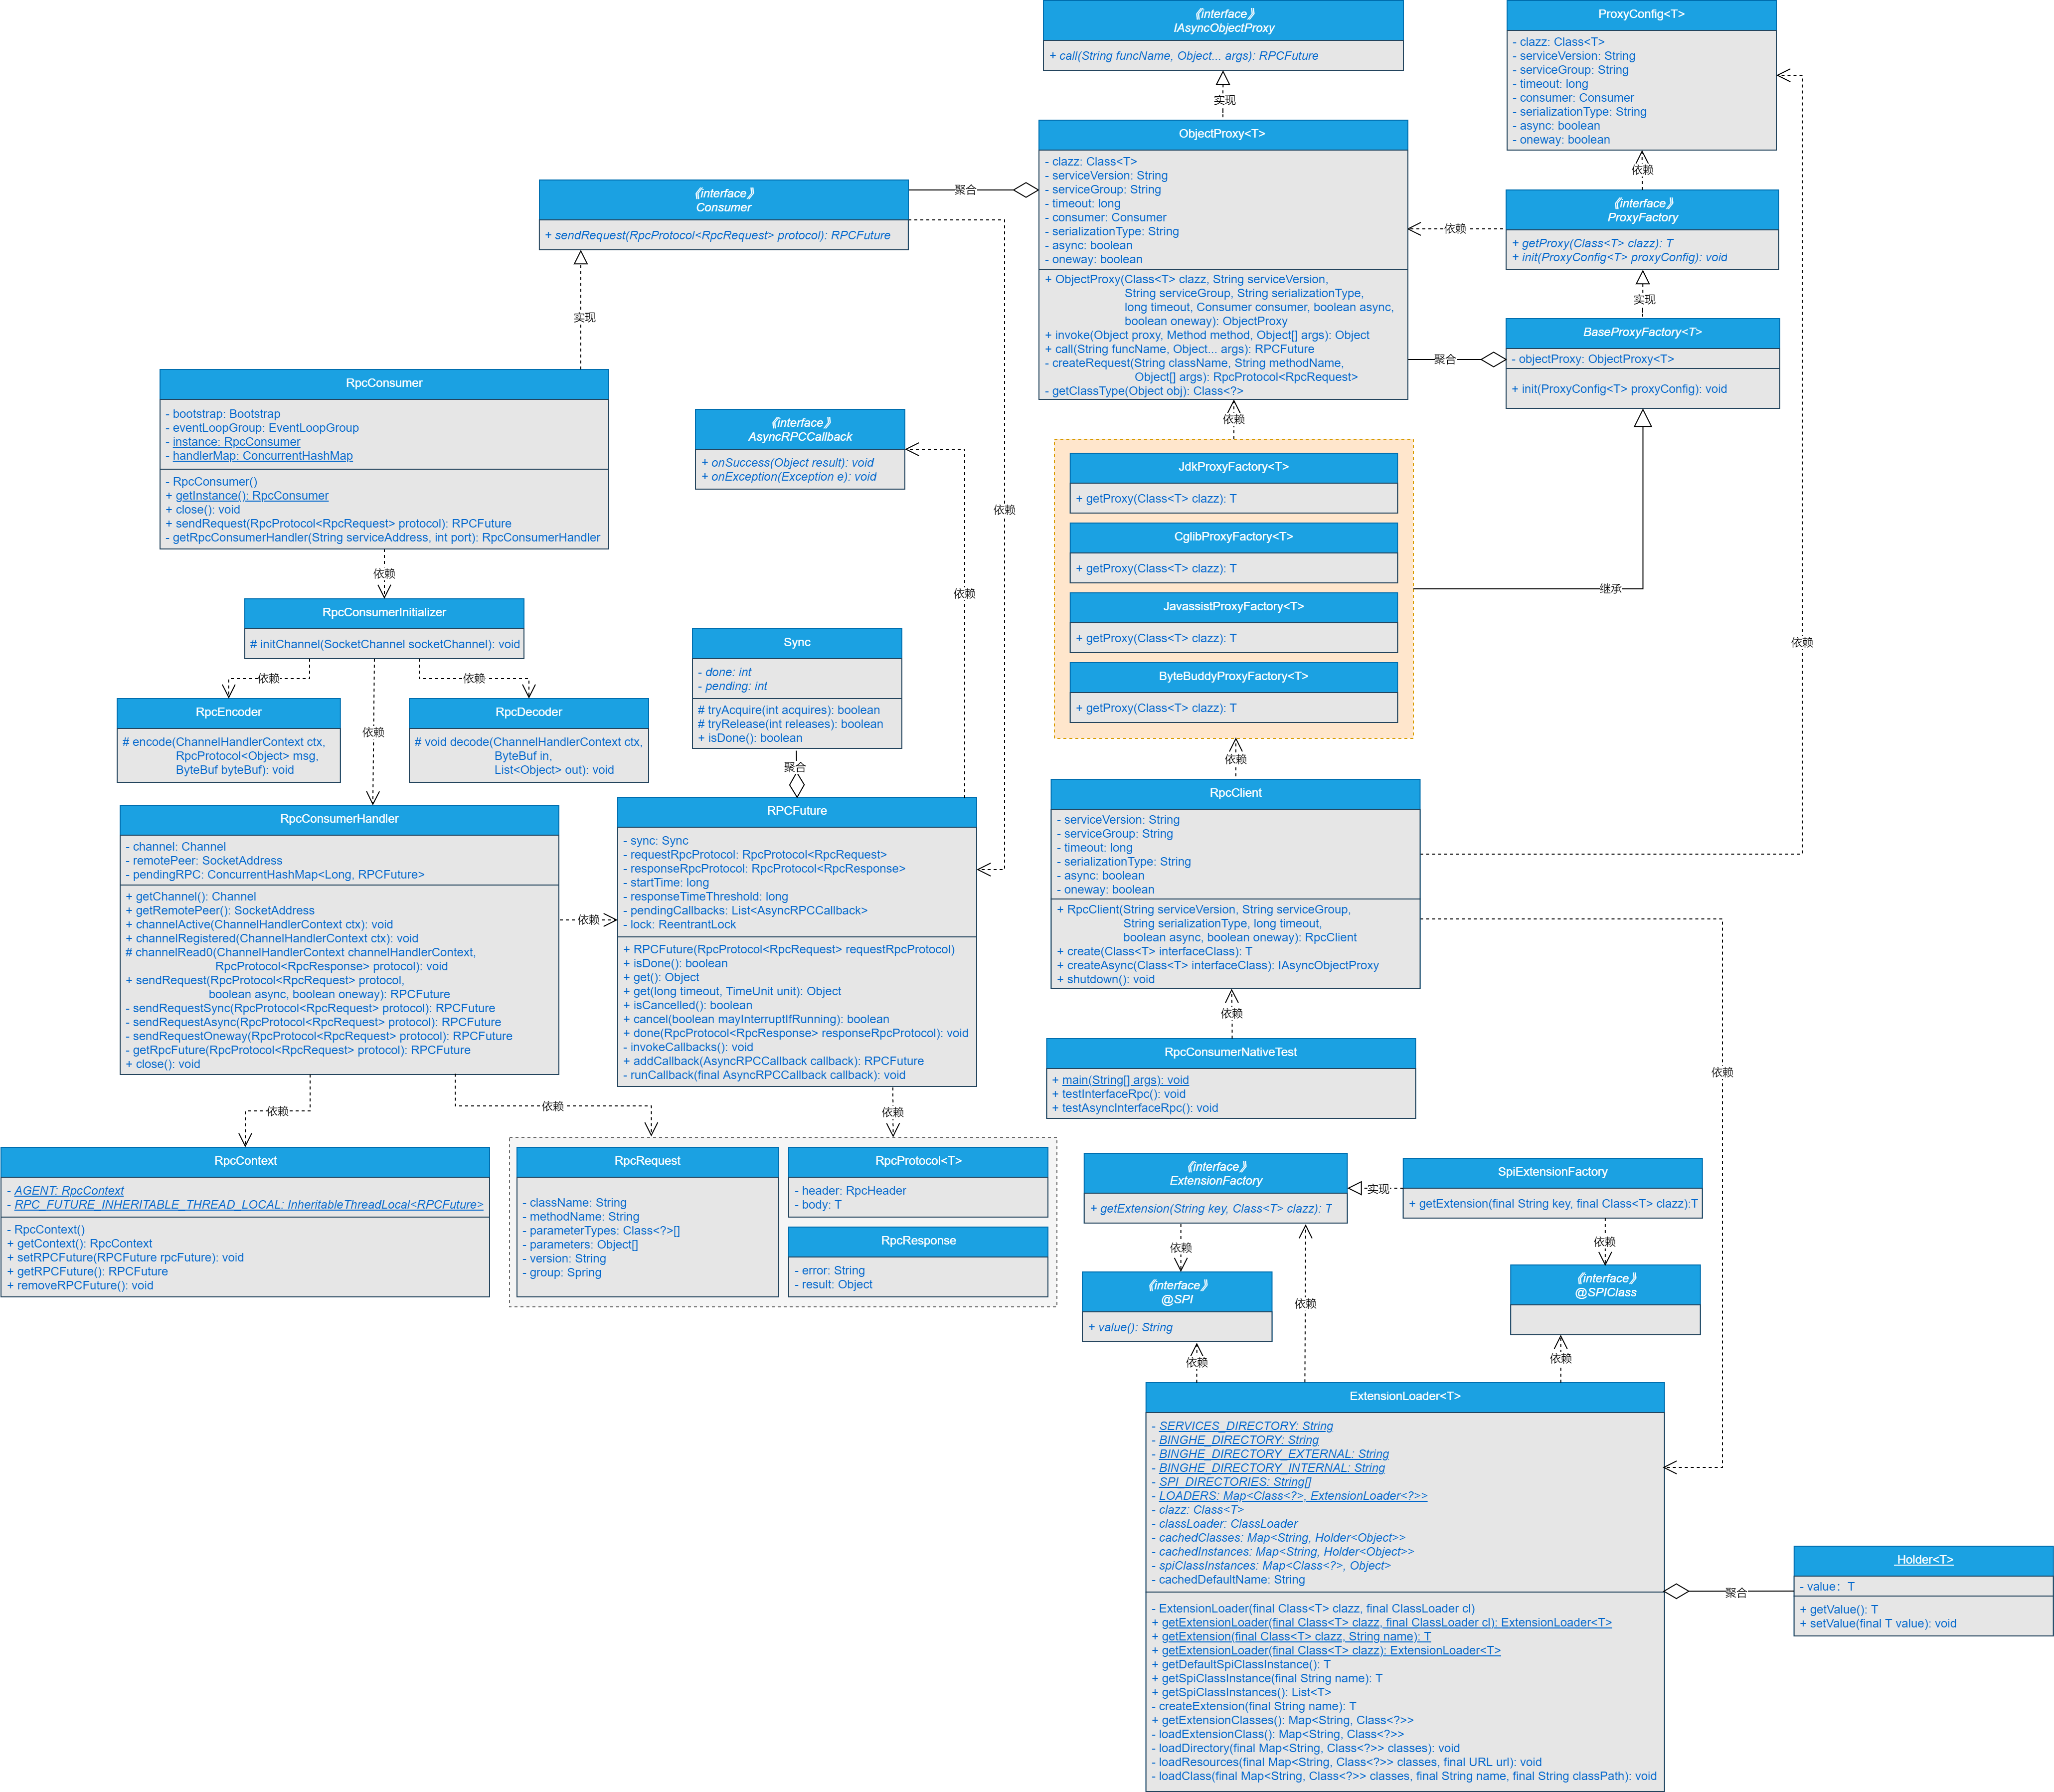 《interface》
IAsyncObjectProxy
+ call(String funcName, Object... args): RPCFuture
实现
ProxyConfig<T>
- clazz: Class<T>
- serviceVersion: String
- serviceGroup: String
- timeout: long
- consumer: Consumer
- serializationType: String
- async: boolean
- oneway: boolean
依赖
ObjectProxy<T>
- clazz: Class<T>
- serviceVersion: String
- serviceGroup: String
- timeout: long
- consumer: Consumer
- serializationType: String
- async: boolean
- oneway: boolean
+ ObjectProxy(Class<T> clazz, String serviceVersion,
String serviceGroup, String serializationType,
long timeout, Consumer consumer, boolean async,
boolean oneway): ObjectProxy
+ invoke(Object proxy, Method method, Object[] args): Object
+ call(String funcName, Object... args): RPCFuture
- createRequest(String className, String methodName,
Object[] args): RpcProtocol<RpcRequest>
- getClassType(Object obj): Class<?>
依赖
《interface》
ProxyFactory
+ getProxy(Class<T> clazz): T
+ init(ProxyConfig<T> proxyConfig): void
依赖
实现
BaseProxyFactory<T>
- objectProxy: ObjectProxy<T>
+ init(ProxyConfig<T> proxyConfig): void
聚合
继承
《interface》
Consumer
+ sendRequest(RpcProtocol<RpcRequest> protocol): RPCFuture
聚合
实现
依赖
RpcConsumer
- bootstrap: Bootstrap
- eventLoopGroup: EventLoopGroup
- instance: RpcConsumer
- handlerMap: ConcurrentHashMap
- RpcConsumer()
+ getInstance(): RpcConsumer
+ close(): void
+ sendRequest(RpcProtocol<RpcRequest> protocol): RPCFuture
- getRpcConsumerHandler(String serviceAddress, int port): RpcConsumerHandler
依赖
《interface》
AsyncRPCCallback
+ onSuccess(Object result): void
+ onException(Exception e): void
依赖
JdkProxyFactory<T>
+ getProxy(Class<T> clazz): T
CglibProxyFactory<T>
+ getProxy(Class<T> clazz): T
JavassistProxyFactory<T>
+ getProxy(Class<T> clazz): T
ByteBuddyProxyFactory<T>
+ getProxy(Class<T> clazz): T
依赖
RpcConsumerInitializer
# initChannel(SocketChannel socketChannel): void
依赖
依赖
依赖
RpcEncoder
# encode(ChannelHandlerContext ctx,
RpcProtocol<Object> msg,
ByteBuf byteBuf): void
RpcDecoder
# void decode(ChannelHandlerContext ctx,
ByteBuf in,
List<Object> out): void
Sync
- done: int
- pending: int
# tryAcquire(int acquires): boolean
# tryRelease(int releases): boolean
+ isDone(): boolean
聚合
RpcClient
- serviceVersion: String
- serviceGroup: String
- timeout: long
- serializationType: String
- async: boolean
- oneway: boolean
+ RpcClient(String serviceVersion, String serviceGroup,
String serializationType, long timeout,
boolean async, boolean oneway): RpcClient
+ create(Class<T> interfaceClass): T
+ createAsync(Class<T> interfaceClass): IAsyncObjectProxy
+ shutdown(): void
依赖
依赖
依赖
RpcConsumerHandler
- channel: Channel
- remotePeer: SocketAddress
- pendingRPC: ConcurrentHashMap<Long, RPCFuture>
+ getChannel(): Channel
+ getRemotePeer(): SocketAddress
+ channelActive(ChannelHandlerContext ctx): void
+ channelRegistered(ChannelHandlerContext ctx): void
# channelRead0(ChannelHandlerContext channelHandlerContext,
RpcProtocol<RpcResponse> protocol): void
+ sendRequest(RpcProtocol<RpcRequest> protocol,
boolean async, boolean oneway): RPCFuture
- sendRequestSync(RpcProtocol<RpcRequest> protocol): RPCFuture
- sendRequestAsync(RpcProtocol<RpcRequest> protocol): RPCFuture
- sendRequestOneway(RpcProtocol<RpcRequest> protocol): RPCFuture
- getRpcFuture(RpcProtocol<RpcRequest> protocol): RPCFuture
+ close(): void
依赖
RPCFuture
- sync: Sync
- requestRpcProtocol: RpcProtocol<RpcRequest>
- responseRpcProtocol: RpcProtocol<RpcResponse>
- startTime: long
- responseTimeThreshold: long
- pendingCallbacks: List<AsyncRPCCallback>
- lock: ReentrantLock
+ RPCFuture(RpcProtocol<RpcRequest> requestRpcProtocol)
+ isDone(): boolean
+ get(): Object
+ get(long timeout, TimeUnit unit): Object
+ isCancelled(): boolean
+ cancel(boolean mayInterruptIfRunning): boolean
+ done(RpcProtocol<RpcResponse> responseRpcProtocol): void
- invokeCallbacks(): void
+ addCallback(AsyncRPCCallback callback): RPCFuture
- runCallback(final AsyncRPCCallback callback): void
依赖
依赖
依赖
RpcConsumerNativeTest
+ main(String[] args): void
+ testInterfaceRpc(): void
+ testAsyncInterfaceRpc(): void
RpcContext
- AGENT: RpcContext
- RPC_FUTURE_INHERITABLE_THREAD_LOCAL: InheritableThreadLocal<RPCFuture>
- RpcContext()
+ getContext(): RpcContext
+ setRPCFuture(RPCFuture rpcFuture): void
+ getRPCFuture(): RPCFuture
+ removeRPCFuture(): void
RpcRequest
- className: String
- methodName: String
- parameterTypes: Class<?>[]
- parameters: Object[]
- version: String
- group: Spring
RpcProtocol<T>
- header: RpcHeader
- body: T
RpcResponse
- error: String
- result: Object
《interface》
ExtensionFactory
+ getExtension(String key, Class<T> clazz): T
实现
SpiExtensionFactory
+ getExtension(final String key, final Class<T> clazz):T
依赖
依赖
《interface》
@SPI
+ value(): String
依赖
《interface》
@SPIClass
依赖
依赖
ExtensionLoader<T>
- SERVICES_DIRECTORY: String
- BINGHE_DIRECTORY: String
- BINGHE_DIRECTORY_EXTERNAL: String
- BINGHE_DIRECTORY_INTERNAL: String
- SPI_DIRECTORIES: String[]
- LOADERS: Map<Class<?>, ExtensionLoader<?>>
- clazz: Class<T>
- classLoader: ClassLoader
- cachedClasses: Map<String, Holder<Object>>
- cachedInstances: Map<String, Holder<Object>>
- spiClassInstances: Map<Class<?>, Object>
- cachedDefaultName: String
- ExtensionLoader(final Class<T> clazz, final ClassLoader cl)
+ getExtensionLoader(final Class<T> clazz, final ClassLoader cl): ExtensionLoader<T>
+ getExtension(final Class<T> clazz, String name): T
+ getExtensionLoader(final Class<T> clazz): ExtensionLoader<T>
+ getDefaultSpiClassInstance(): T
+ getSpiClassInstance(final String name): T
+ getSpiClassInstances(): List<T>
- createExtension(final String name): T
+ getExtensionClasses(): Map<String, Class<?>>
- loadExtensionClass(): Map<String, Class<?>>
- loadDirectory(final Map<String, Class<?>> classes): void
- loadResources(final Map<String, Class<?>> classes, final URL url): void
- loadClass(final Map<String, Class<?>> classes, final String name, final String classPath): void
聚合
Holder<T>
- value：T
+ getValue(): T
+ setValue(final T value): void